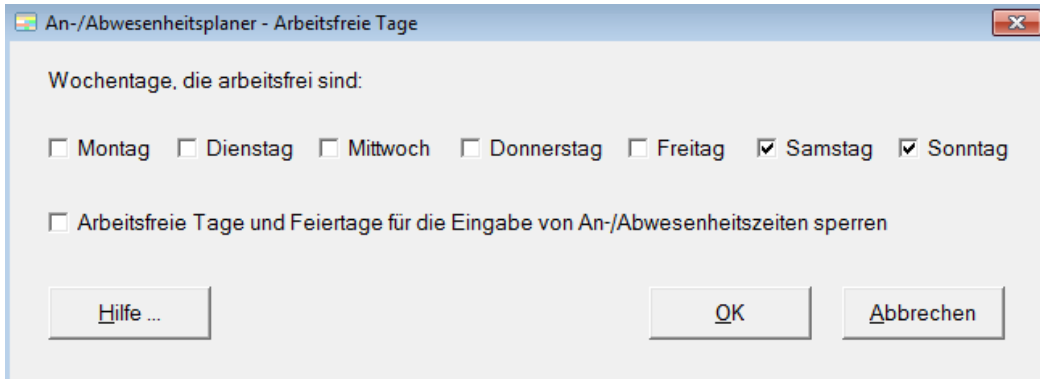 An-/Abwesenheitsplaner - Arbeitsfreie Tage
Wochentage, die arbeitsfrei sind:
Montag Dienstag Mittwoch Donnerstag Freitag Samstag Sonntag
Arbeitsfreie Tage und Feiertage für die Eingabe von An-/Abwesenheitszeiten sperren
Hilfe ... OK Abbrechen